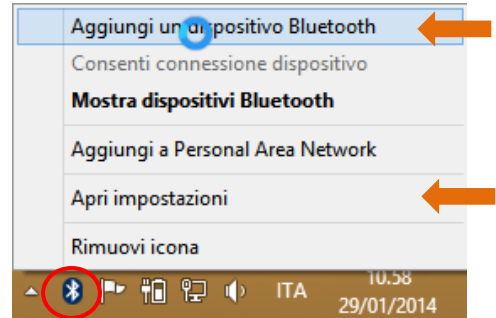 Aggiungi un dispositivo Bluetooth
Consenti connessione dispositivo
Mostra dispositivi Bluetooth
Aggiungi a Personal Area Network
Apri impostazioni
Rimuovi icona
ITA
10.58
29/01/2014